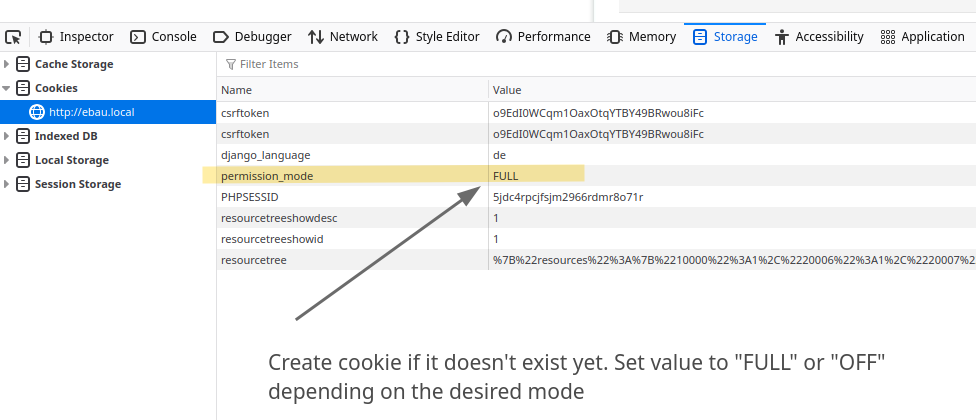 Inspector Console Debugger Network Style Editor Performance Memory Storage Accessibility Application
Cache Storage
Cookies
http://ebau.local
Indexed DB
Local Storage
Session Storage
Filter Items
Name Value
csrftoken o9EdI0WCqm1OaxOtqYTBY49BRwou8iFc
csrftoken o9EdI0WCqm1OaxOtqYTBY49BRwou8iFc
django_language de
permission_mode FULL
PHPSESSID 5jdc4rpcjfsjm2966rdmr8o71r
resourcetreeshowdesc 1
resourcetreeshowid 1
resourcetree %7B%22resources%22%3A%7B%2210000%22%3A1%2C%2220006%22%3A1%2C%2220007%2
Create cookie if it doesn't exist yet. Set value to "FULL" or "OFF"
depending on the desired mode